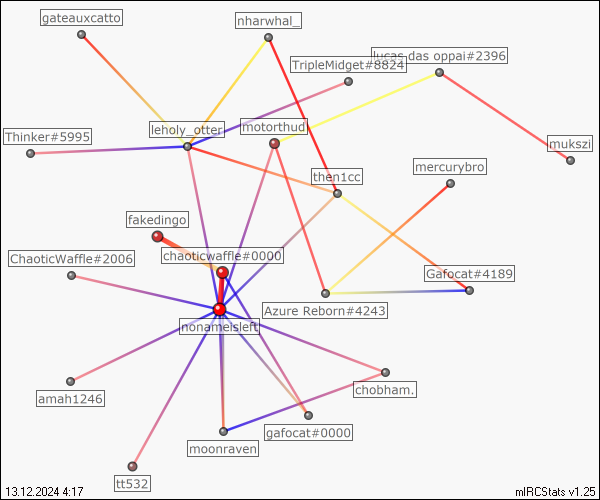 gateauxcatto
nharwhal_
lucas das oppai#2396
TripleMidget#8824
Thinker#5995
leholy_otter
motorthud
mukszi
mercurybro
then1cc
fakedingo
ChaoticWaffle#2006
chaoticwaffle#0000
Gafocat#4189
Azure Reborn#4243
nonameisleft
amah1246
chobham.
gafocat#0000
moonraven
tt532
13.12.2024 4:17
mIRCStats v1.25